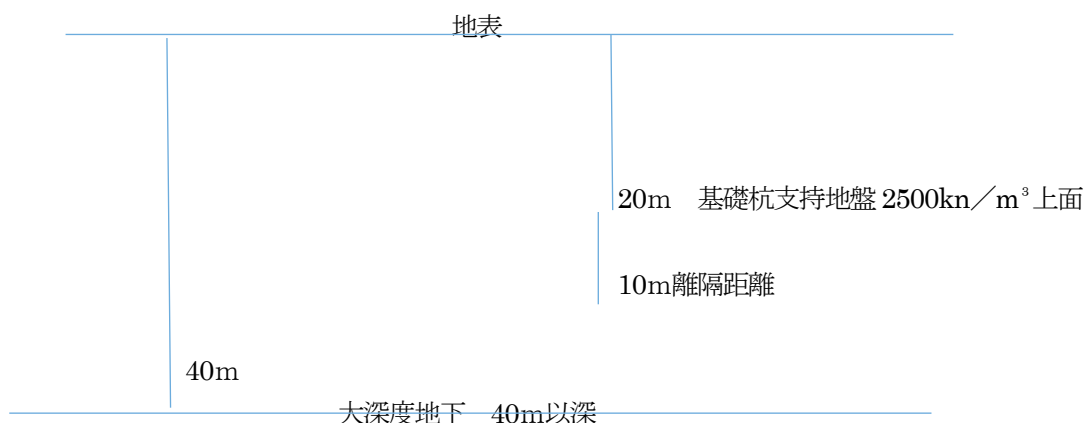 地表
20m　基礎杭支持地盤 2500kn／m³上面
10m離隔距離
40m
大深度地下　40m以深